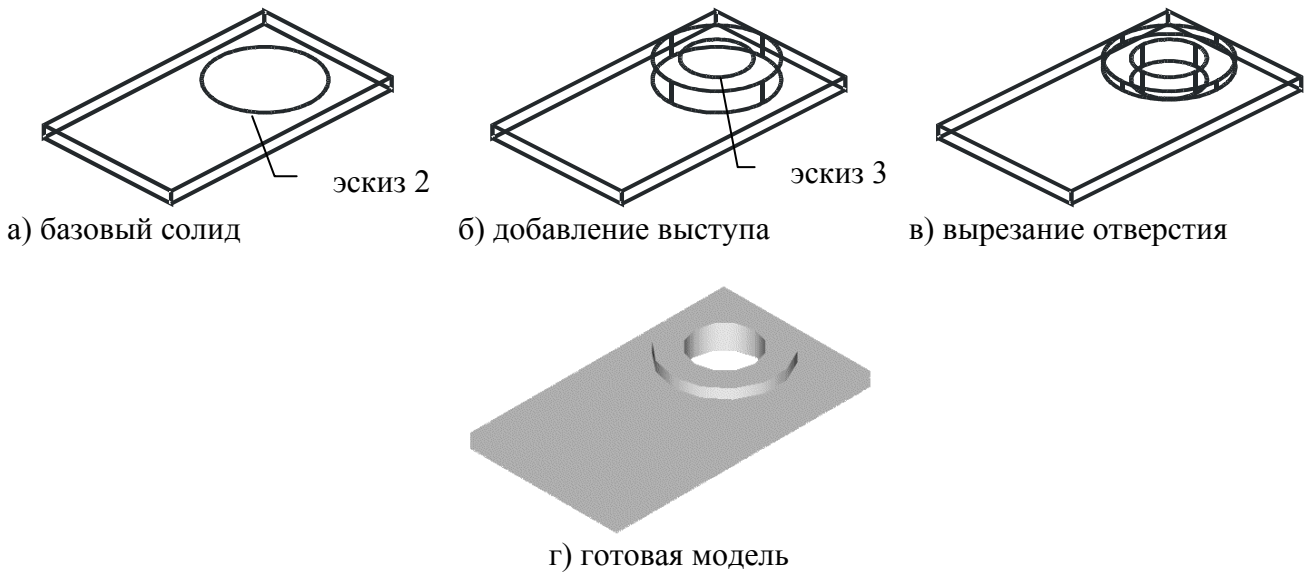 эскиз 2
эскиз 3
а) базовый солид
б) добавление выступа
в) вырезание отверстия
г) готовая модель